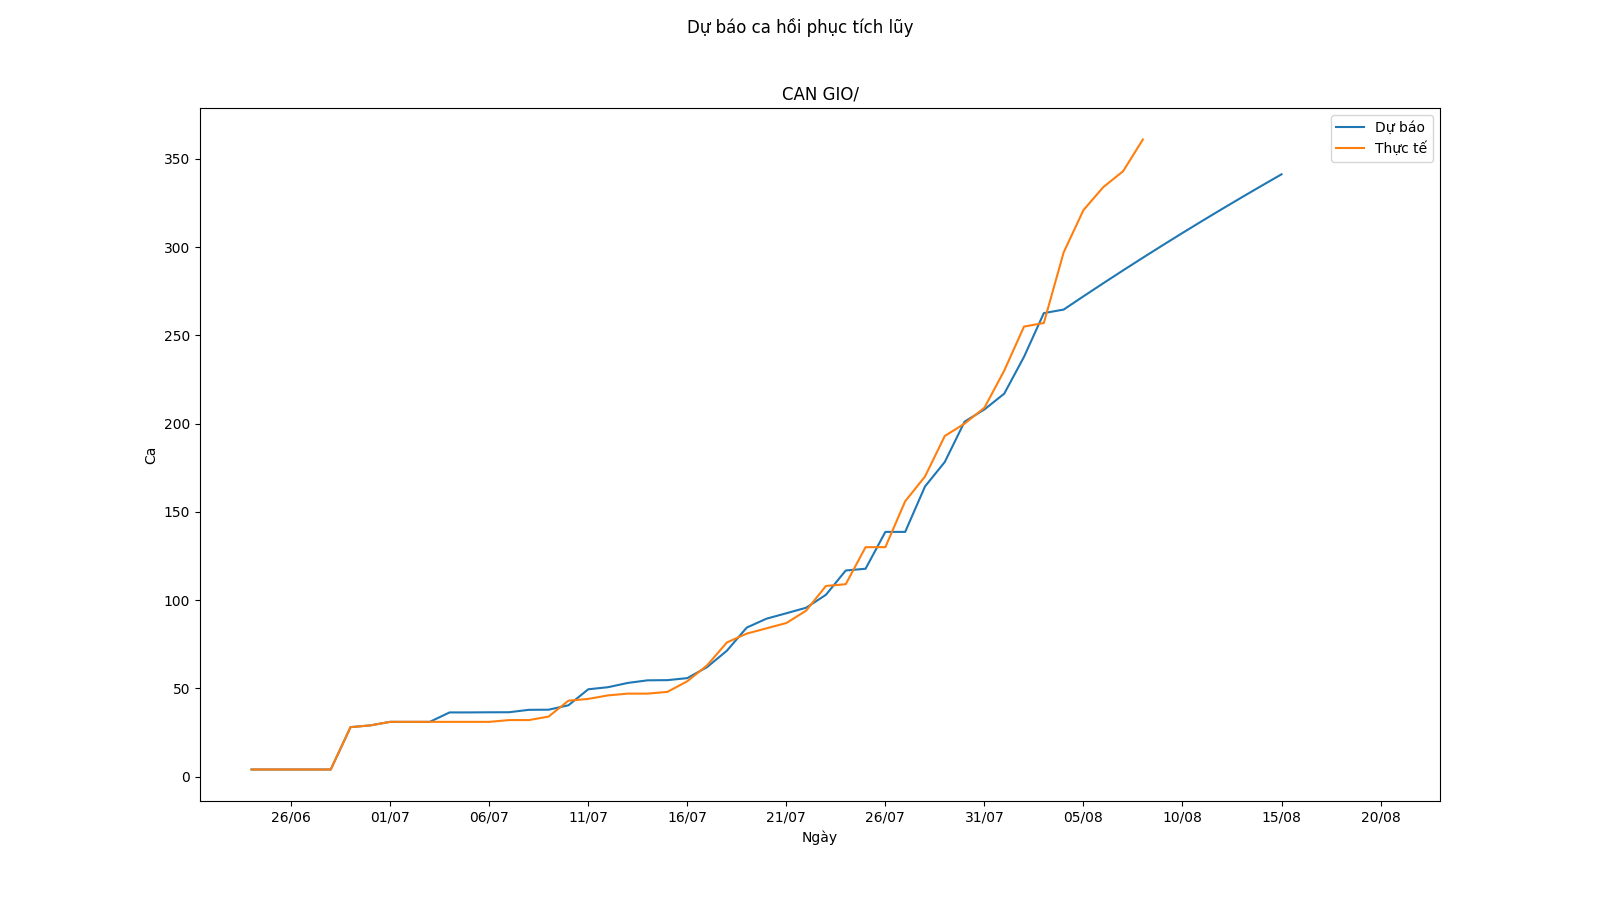 Dự báo ca hồi phục tích lũy
CAN GIO/
Dự báo
Thực tế
350
300
250
200
150
100
50
0
Ca
26/06 01/07 06/07 11/07 16/07 21/07 26/07 31/07 05/08 10/08 15/08 20/08
Ngày